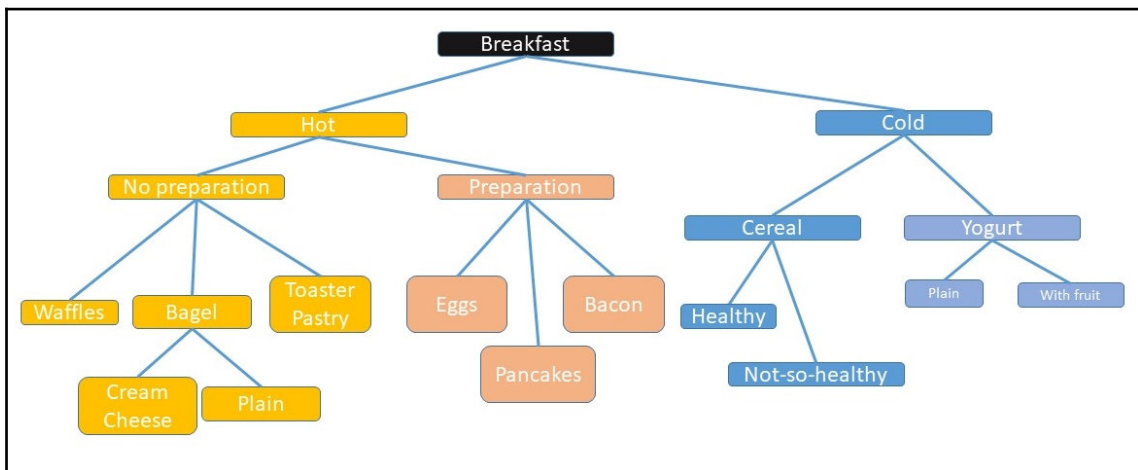 Breakfast
Hot
Cold
No preparation
Preparation
Cereal
Yogurt
Waffles
Bagel
Toaster
Pastry
Eggs
Bacon
Pancakes
Healthy
Not-so-healthy
Plain
With fruit
Cream
Cheese
Plain